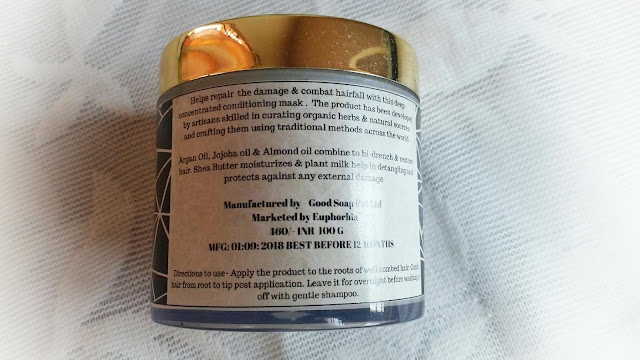 Helps repair the damage & combat hairfall with this deep
concentrated conditioning mask . The product has been developed
by artisans skilled in curating organic herbs & natural sources
and crafting them using traditional methods across the world
Argan Oil, Jojoba oil & Almond oil combine to hi-drench & restore
hair. Shea Butter moisturizes & plant milk help in detangling and
protects against any external damage
Manufactured by - Good Soap Pvt Ltd
Marketed by Euphorbia
460/- INR 100 G
MFG: 01:09: 2018 BEST BEFORE 12 MONTHS
Directions to use- Apply the product to the roots of well combed hair.
hair from root to tip post application. Leave it for overnight before washing
off with gentle shampoo.